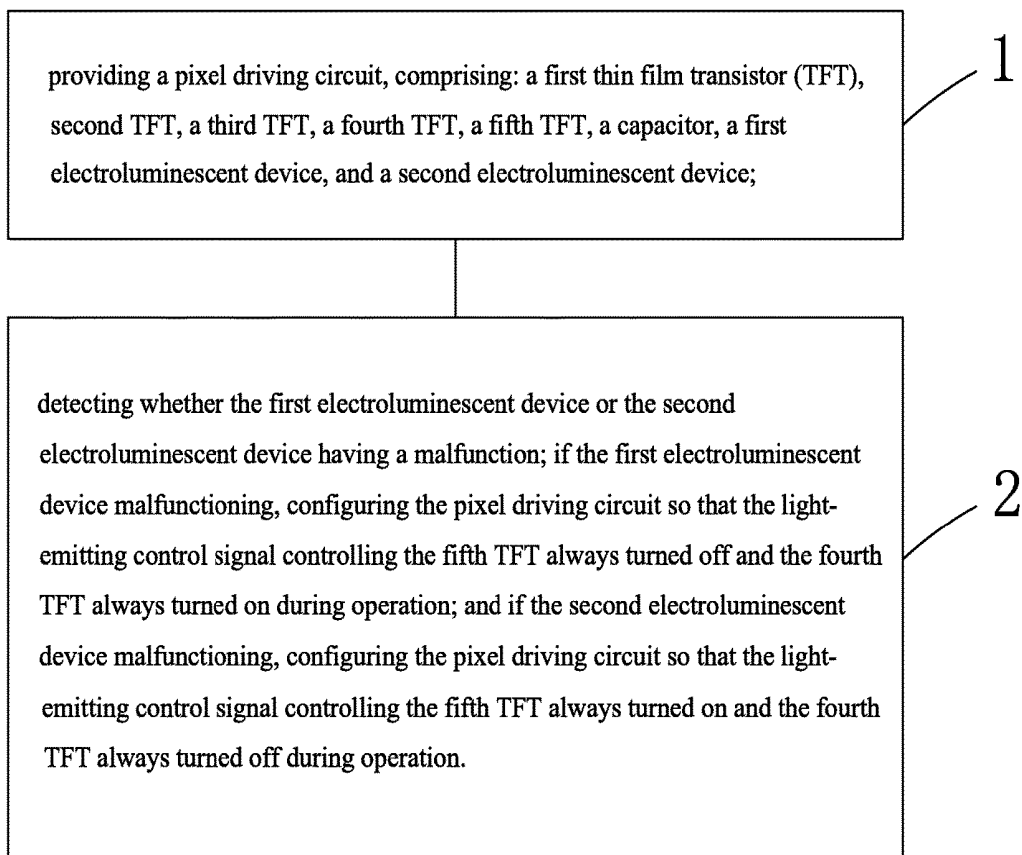 providing a pixel driving circuit, comprising: a first thin film transistor (TFT),
second TFT, a third TFT, a fourth TFT, a fifth TFT, a capacitor, a first
electroluminescent device, and a second electroluminescent device;
1
detecting whether the first electroluminescent device or the second
electroluminescent device having a malfunction; if the first electroluminescent
device malfunctioning, configuring the pixel driving circuit so that the light-
emitting control signal controlling the fifth TFT always turned off and the fourth
TFT always turned on during operation; and if the second electroluminescent
device malfunctioning, configuring the pixel driving circuit so that the light-
emitting control signal controlling the fifth TFT always turned on and the fourth
TFT always turned off during operation.
2